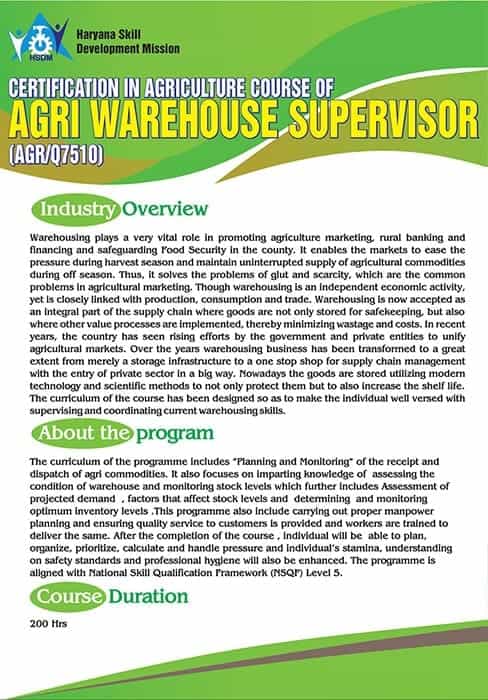 HSDM
Haryana Skill
Development Mission
CERTIFICATION IN AGRICULTURE COURSE OF
AGRI WAREHOUSE SUPERVISOR
(AGR/Q7510)
Industry Overview
Warehousing plays a very vital role in promoting agriculture marketing, rural banking and
financing and safeguarding Food Security in the county. It enables the markets to ease the
pressure during harvest season and maintain uninterrupted supply of agricultural commodities
during off season. Thus, it solves the problems of glut and scarcity, which are the common
problems in agricultural marketing. Though warehousing is an independent economic activity,
yet is closely linked with production, consumption and trade. Warehousing is now accepted as
an integral part of the supply chain where goods are not only stored for safekeeping, but also
where other value processes are implemented, thereby minimizing wastage and costs. In recent
years, the country has seen rising efforts by the government and private entities to unify
agricultural markets. Over the years warehousing business has been transformed to a great
extent from merely a storage infrastructure to a one stop shop for supply chain management
with the entry of private sector in a big way. Nowadays the goods are stored utilizing modern
technology and scientific methods to not only protect them but to also increase the shelf life.
The curriculum of the course has been designed so as to make the individual well versed with
supervising and coordinating current warehousing skills.
About the program
The curriculum of the programme includes "Planning and Monitoring" of the receipt and
dispatch of agri commodities. It also focuses on imparting knowledge of assessing the
condition of warehouse and monitoring stock levels which further includes Assessment of
projected demand , factors that affect stock levels and determining and monitoring
optimum inventory levels .This programme also include carrying out proper manpower
planning and ensuring quality service to customers is provided and workers are trained to
deliver the same. After the completion of the course , individual will be able to plan,
organize, prioritize, calculate and handle pressure and individual's stamina, understanding
on safety standards and professional hygiene will also be enhanced. The programme is
aligned with National Skill Qualification Framework (NSQF) Level 5.
Course Duration
200 Hrs